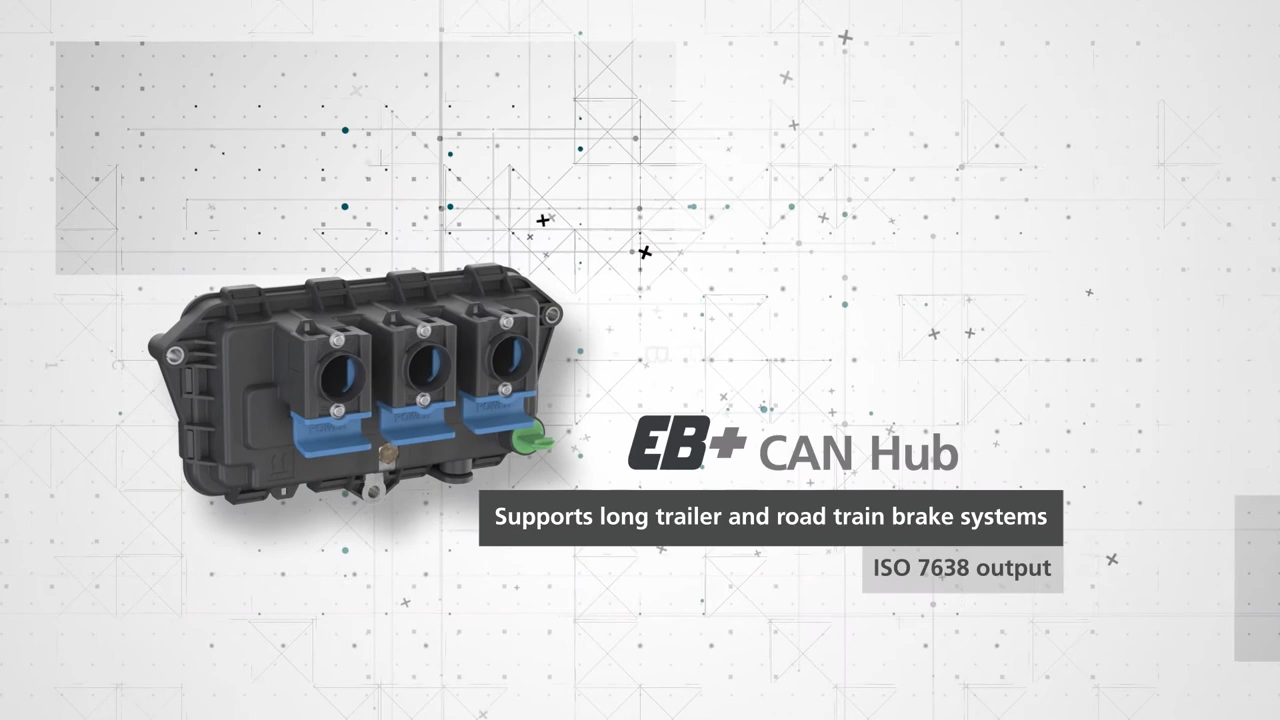 EB+ CAN Hub
Supports long trailer and road train brake systems
ISO 7638 output